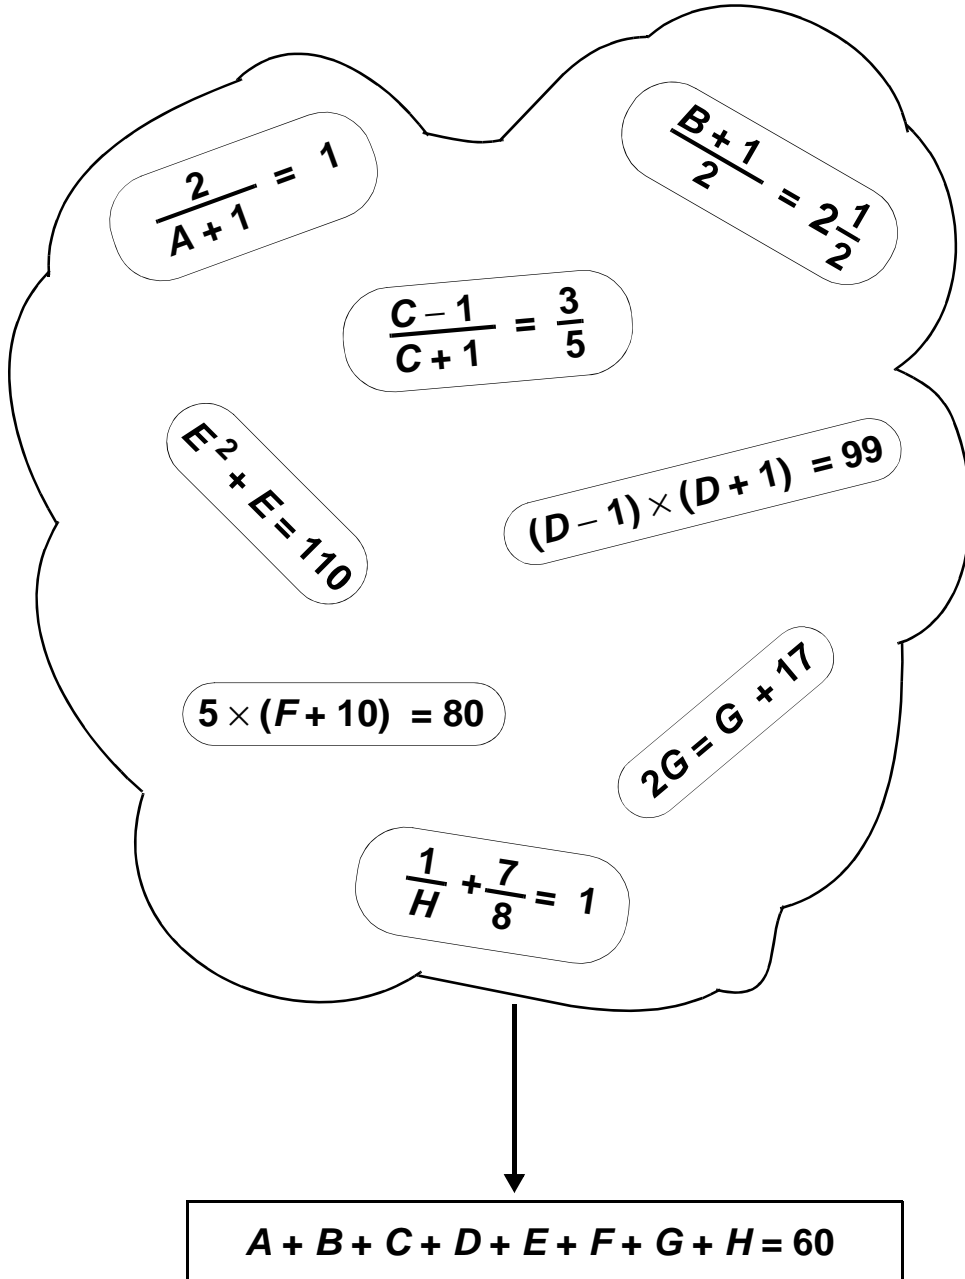 2/(A + 1) = 1
(B + 1)/2 = 2 1/2
(C – 1)/(C + 1) = 3/5
E² + E = 110
(D – 1) × (D + 1) = 99
5 × (F + 10) = 80
2G = G + 17
1/H + 7/8 = 1
A + B + C + D + E + F + G + H = 60